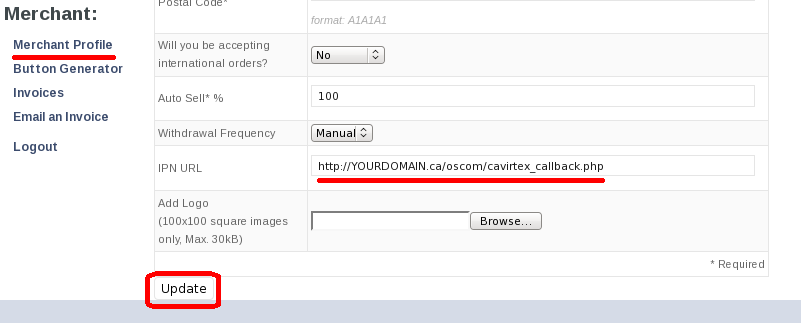 Merchant:
Merchant Profile
Button Generator
Invoices
Email an Invoice
Logout
Postal Code*
format: A1A1A1
Will you be accepting
international orders?
No
Auto Sell* %
100
Withdrawal Frequency
Manual
IPN URL
http://YOURDOMAIN.ca/oscom/cavirtex_callback.php
Add Logo
(100x100 square images
only, Max. 30kB)
Browse...
* Required
Update